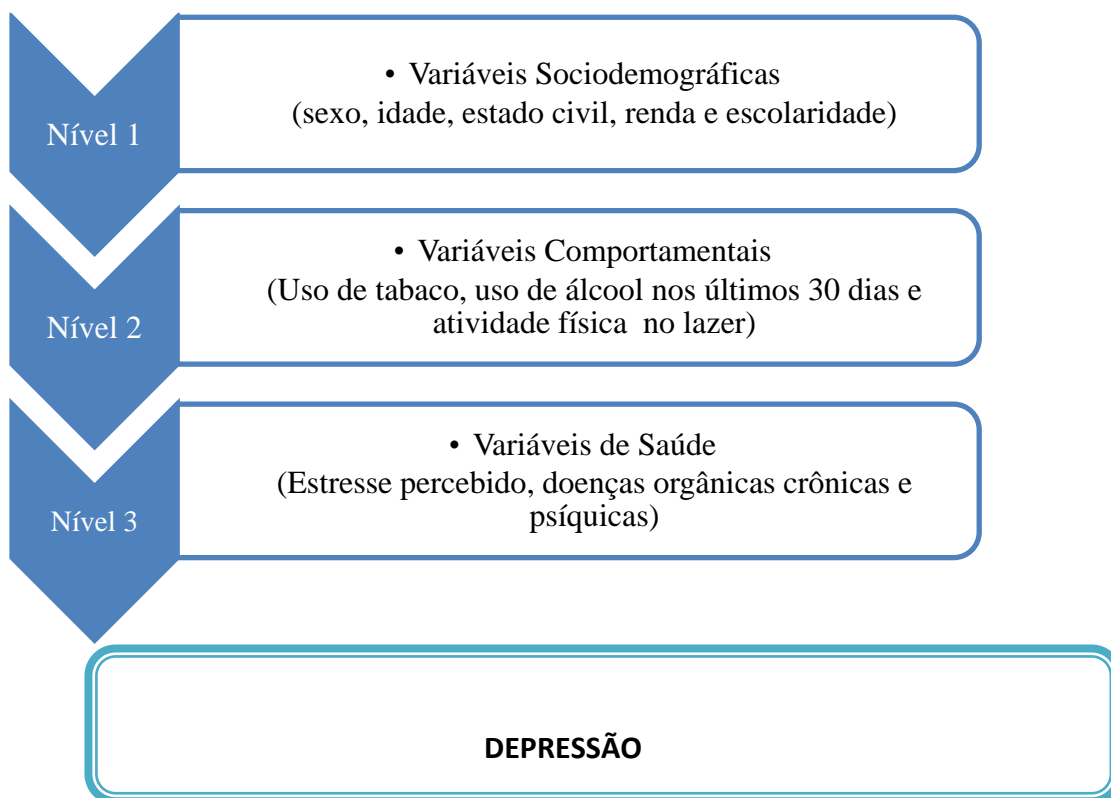 Nível 1
• Variáveis Sociodemográficas
(sexo, idade, estado civil, renda e escolaridade)
Nível 2
• Variáveis Comportamentais
(Uso de tabaco, uso de álcool nos últimos 30 dias e
atividade física no lazer)
Nível 3
• Variáveis de Saúde
(Estresse percebido, doenças orgânicas crônicas e
psíquicas)
DEPRESSÃO